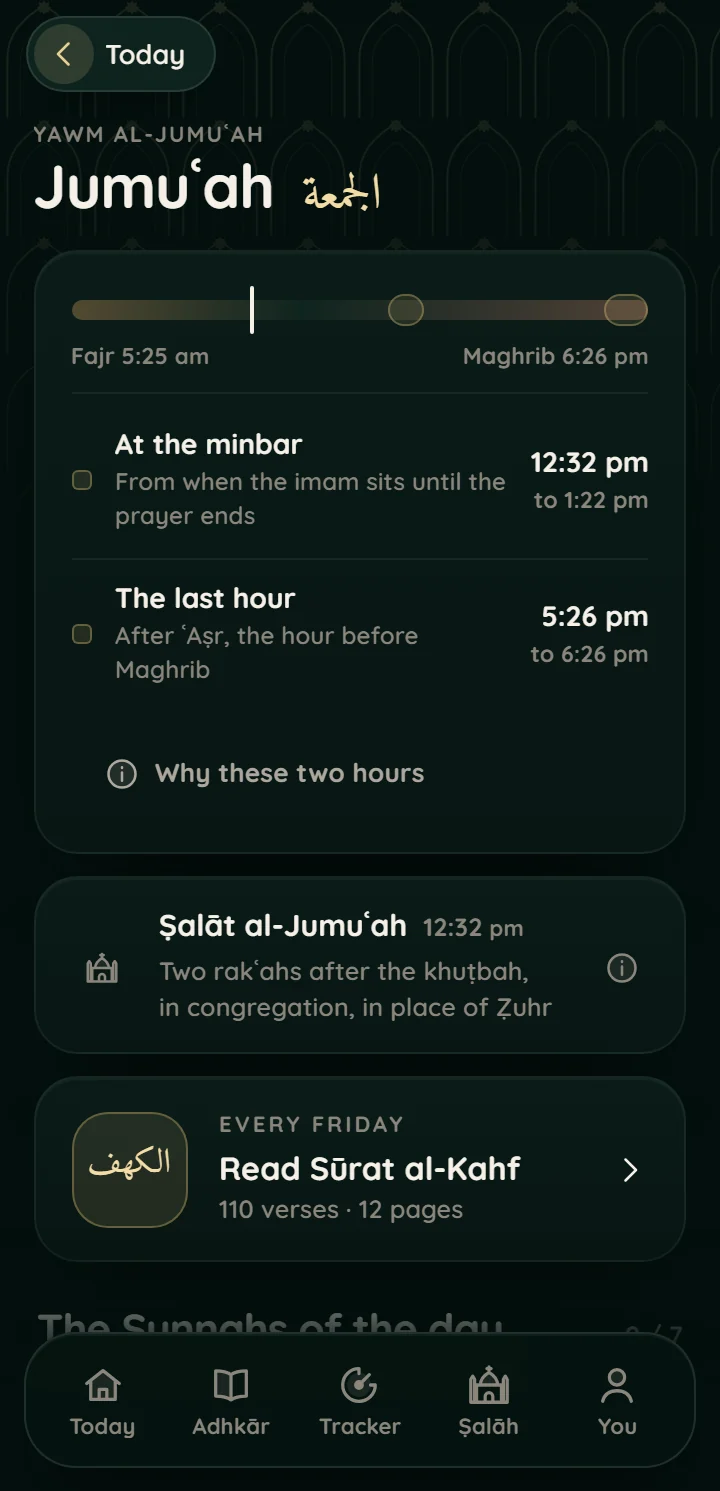 Today
YAWM AL-JUMUʿAH
Jumuʿah الجمعة
Fajr 5:25 am Maghrib 6:26 pm
At the minbar
From when the imam sits until the
prayer ends
12:32 pm
to 1:22 pm
The last hour
After ʿAṣr, the hour before
Maghrib
5:26 pm
to 6:26 pm
Why these two hours
Ṣalāt al-Jumuʿah 12:32 pm
Two rakʿahs after the khuṭbah,
in congregation, in place of Ẓuhr
الكهف
EVERY FRIDAY
Read Sūrat al-Kahf
110 verses · 12 pages
The Sunnahs of the day
Today Adhkār Tracker Ṣalāh You